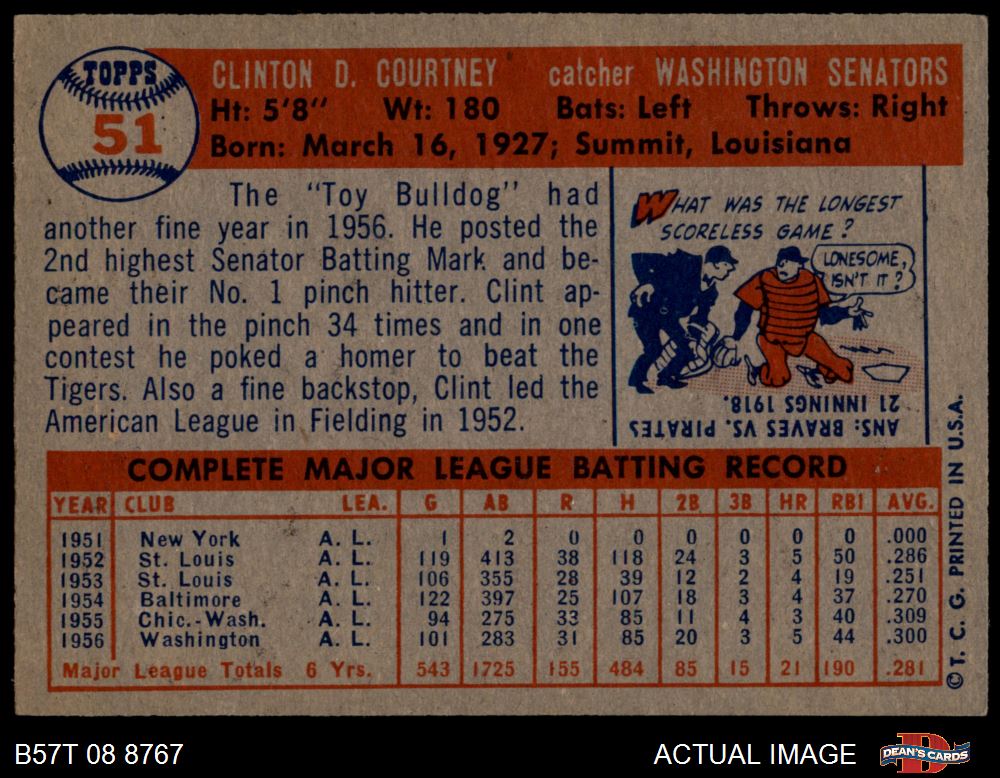 TOPPS
51
CLINTON D. COURTNEY catcher WASHINGTON SENATORS
Ht: 5'8" Wt: 180 Bats: Left Throws: Right
Born: March 16, 1927; Summit, Louisiana
The "Toy Bulldog" had
another fine year in 1956. He posted the
2nd highest Senator Batting Mark and be-
came their No. 1 pinch hitter. Clint ap-
peared in the pinch 34 times and in one
contest he poked a homer to beat the
Tigers. Also a fine backstop, Clint led the
American League in Fielding in 1952.
WHAT WAS THE LONGEST
SCORELESS GAME?
LONESOME,
ISN'T IT?
ANS: BRAVES VS. PIRATES
21 INNINGS 1918.
COMPLETE MAJOR LEAGUE BATTING RECORD
YEAR CLUB LEA. G AB R H 2B 3B HR RBI AVG.
1951 New York A. L. 1 2 0 0 0 0 0 0 .000
1952 St. Louis A. L. 119 413 38 118 24 3 5 50 .286
1953 St. Louis A. L. 106 355 28 39 12 2 4 19 .251
1954 Baltimore A. L. 122 397 25 107 18 3 4 37 .270
1955 Chic.-Wash. A. L. 94 275 33 85 11 4 3 40 .309
1956 Washington A. L. 101 283 31 85 20 3 5 44 .300
Major League Totals 6 Yrs. 543 1725 155 484 85 15 21 190 .281
©T. C. G. PRINTED IN U.S.A.
B57T 08 8767
ACTUAL IMAGE
DEAN'S CARDS